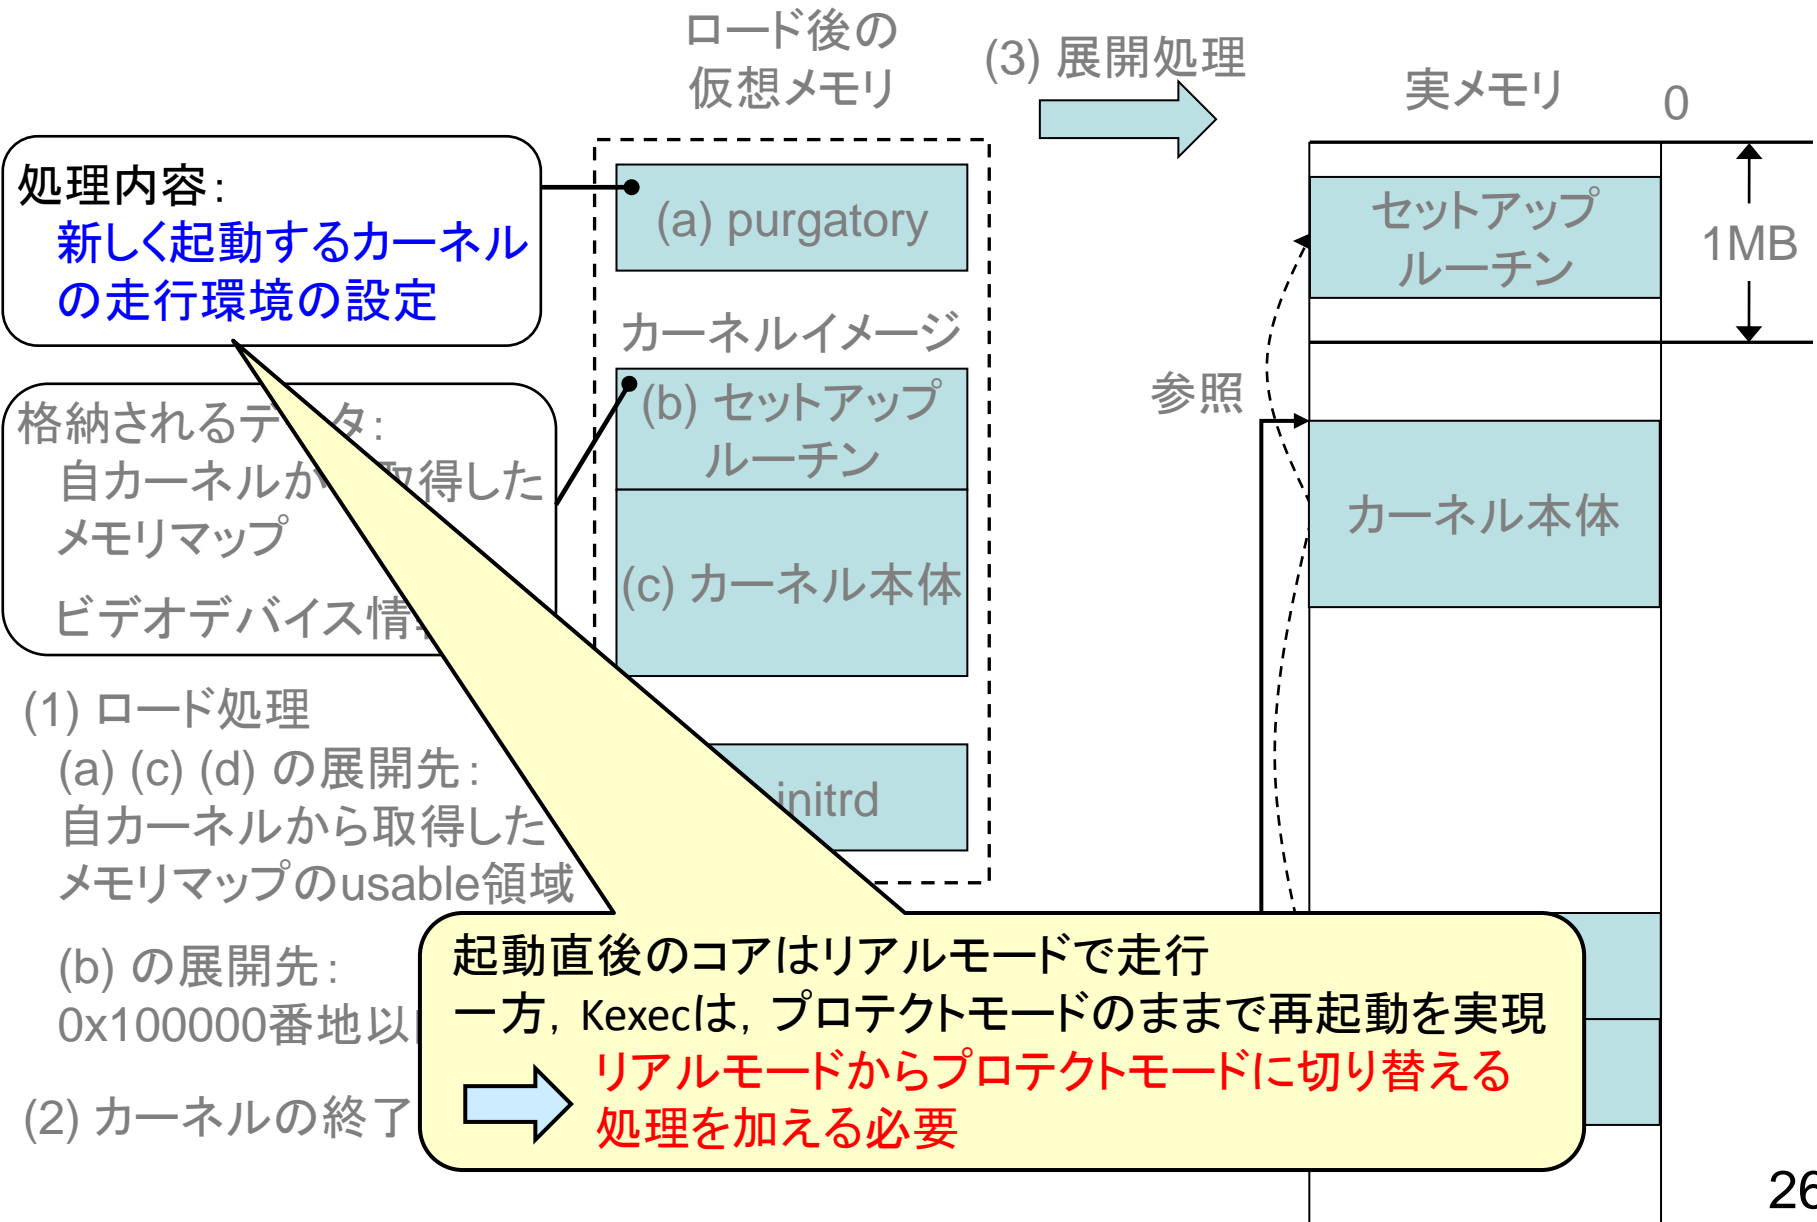 ロード後の
仮想メモリ
(3) 展開処理
実メモリ
0
処理内容：
新しく起動するカーネル
の走行環境の設定
(a) purgatory
セットアップ
ルーチン
1MB
カーネルイメージ
参照
格納されるデ タ：
自カーネルか 取得した
メモリマップ
ビデオデバイス情
(b) セットアップ
ルーチン
(c) カーネル本体
カーネル本体
(1) ロード処理
(a) (c) (d) の展開先：
自カーネルから取得した
メモリマップのusable領域
initrd
(b) の展開先：
0x100000番地以
(2) カーネルの終了
起動直後のコアはリアルモードで走行
一方，Kexecは，プロテクトモードのままで再起動を実現
リアルモードからプロテクトモードに切り替える
処理を加える必要
26